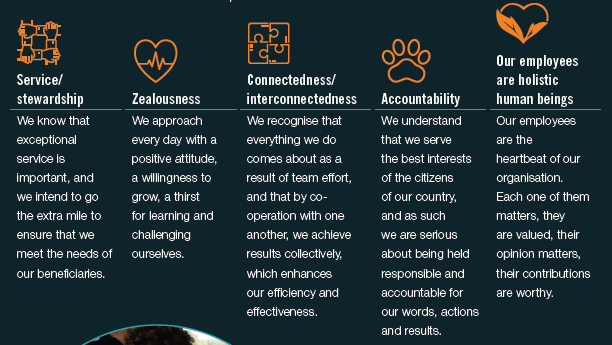 Service/
stewardship
We know that
exceptional
service is
important, and
we intend to go
the extra mile to
ensure that we
meet the needs of
our beneficiaries.
Zealousness
We approach
every day with a
positive attitude,
a willingness to
grow, a thirst
for learning and
challenging
ourselves.
Connectedness/
interconnectedness
We recognise that
everything we do
comes about as a
result of team effort,
and that by co-
operation with one
another, we achieve
results collectively,
which enhances
our efficiency and
effectiveness.
Accountability
We understand
that we serve
the best interests
of the citizens
of our country,
and as such
we are serious
about being held
responsible and
accountable for
our words, actions
and results.
Our employees
are holistic
human beings
Our employees
are the
heartbeat of our
organisation.
Each one of them
matters, they
are valued, their
opinion matters,
their contributions
are worthy.